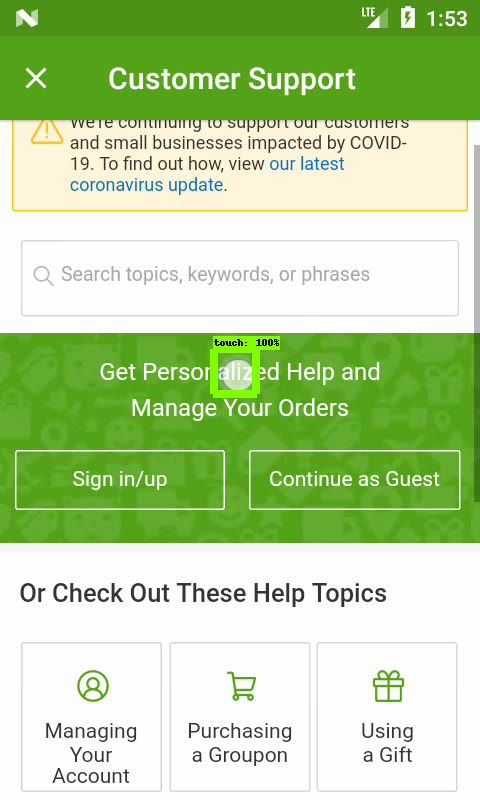 LTE 1:53
Customer Support
We're continuing to support our customers
and small businesses impacted by COVID-
19. To find out how, view our latest
coronavirus update.
Search topics, keywords, or phrases
touch: 100%
Get Personalized Help and
Manage Your Orders
Sign in/up Continue as Guest
Or Check Out These Help Topics
Managing
Your
Account
Purchasing
a Groupon
Using
a Gift